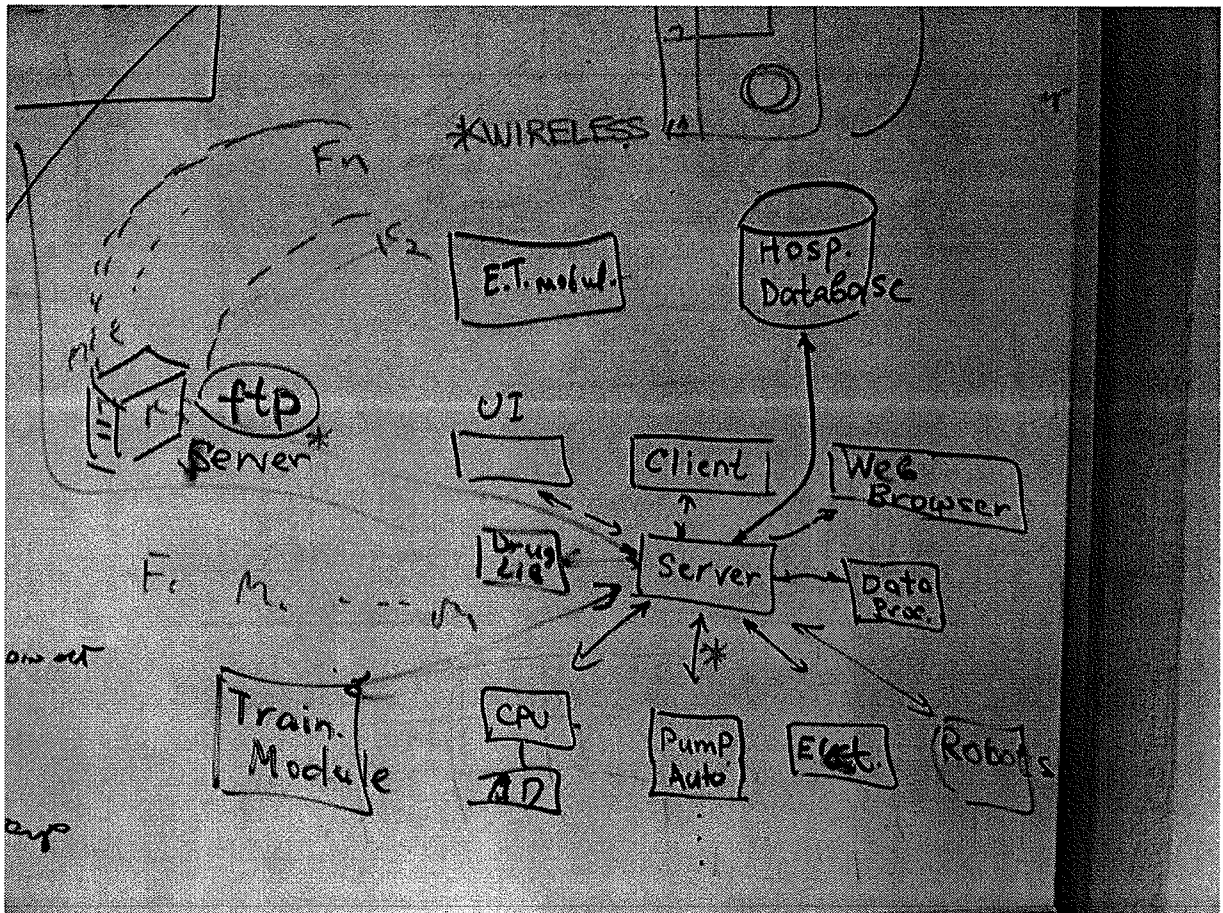 *WIRELESS
Fn
F2
E.T. modul.
Hosp.
Database
ftp
Server*
UI
Client
Web
Browser
Drug
Lib
Server
Data
Proc.
F. M. - - - -
*
Train.
Module
CPU
Pump
Auto
Elect.
Robots